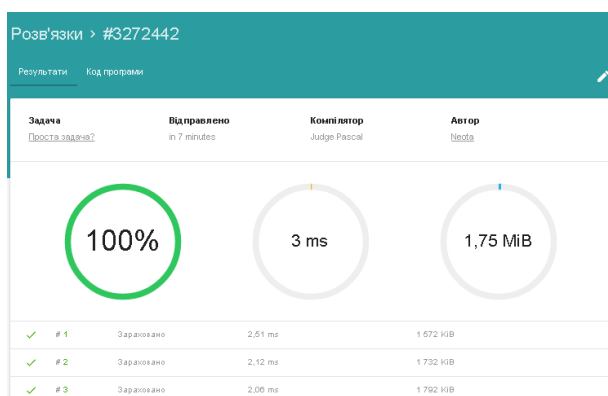 Розв'язки > #3272442
Результати Код програми
Задача Відправлено Компілятор Автор
Проста задача? in 7 minutes Judge Pascal Neota
100% 3 ms 1,75 MiB
# 1 Зараховано 2,51 ms 1 672 KiB
# 2 Зараховано 2,12 ms 1 732 KiB
# 3 Зараховано 2,06 ms 1 792 KiB